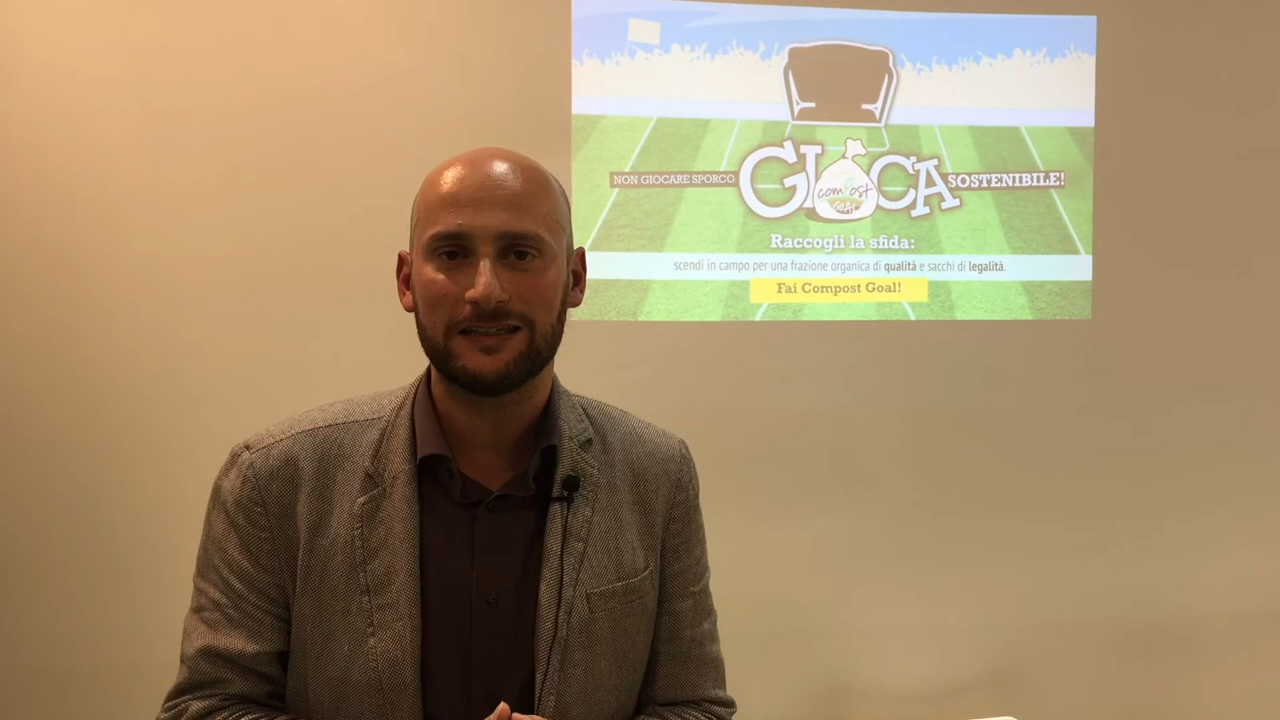 NON GIOCARE SPORCO GIOCA SOSTENIBILE!
comPost
GOAL
Raccogli la sfida:
scendi in campo per una frazione organica di qualità e sacchi di legalità.
Fai Compost Goal!